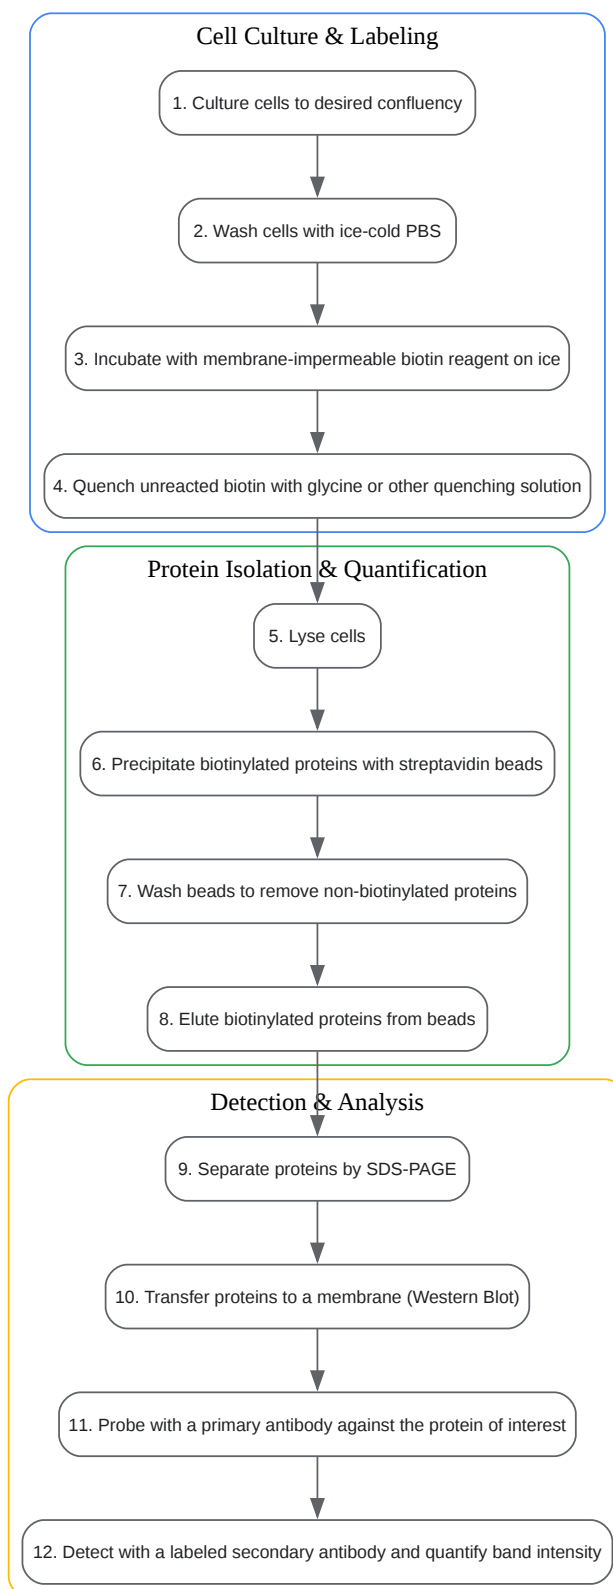 Cell Culture & Labeling
1. Culture cells to desired confluency
2. Wash cells with ice-cold PBS
3. Incubate with membrane-impermeable biotin reagent on ice
4. Quench unreacted biotin with glycine or other quenching solution
Protein Isolation & Quantification
5. Lyse cells
6. Precipitate biotinylated proteins with streptavidin beads
7. Wash beads to remove non-biotinylated proteins
8. Elute biotinylated proteins from beads
Detection & Analysis
9. Separate proteins by SDS-PAGE
10. Transfer proteins to a membrane (Western Blot)
11. Probe with a primary antibody against the protein of interest
12. Detect with a labeled secondary antibody and quantify band intensity